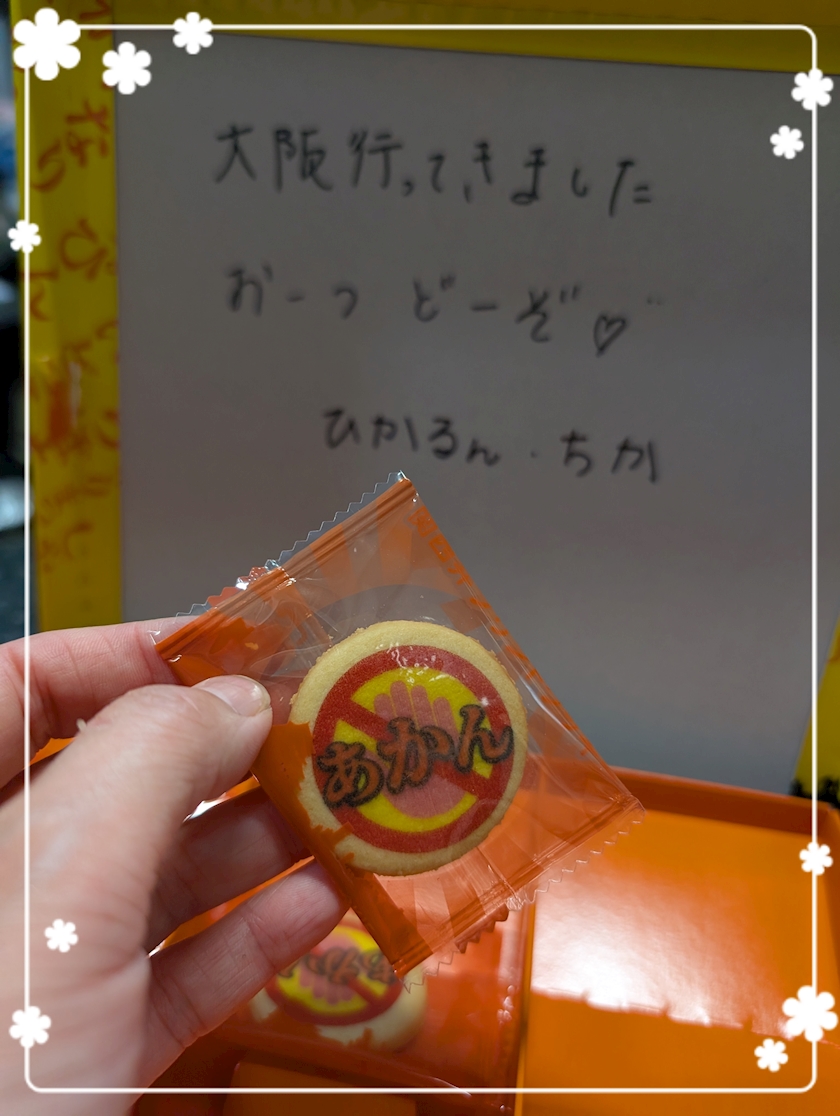 大阪行ってきました
おーつ どーぞ♡
ひかるん・ちか
あかん